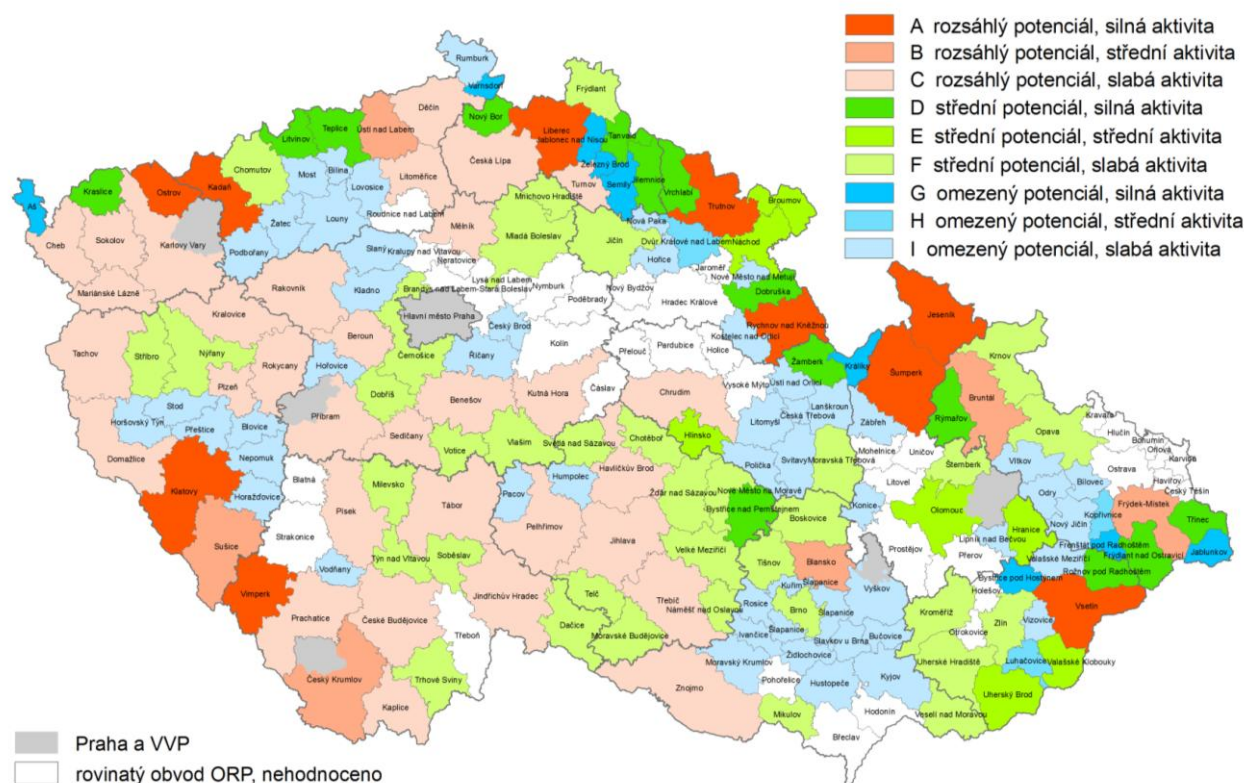 A rozsáhlý potenciál, silná aktivita
B rozsáhlý potenciál, střední aktivita
C rozsáhlý potenciál, slabá aktivita
D střední potenciál, silná aktivita
E střední potenciál, střední aktivita
F střední potenciál, slabá aktivita
G omezený potenciál, silná aktivita
H omezený potenciál, střední aktivita
I omezený potenciál, slabá aktivita
Rumburk
Varnsdorf
Frýdlant
Děčín
Nový Bor
Liberec
Jablonec nad Nisou
Tanvald
Teplice
Litvínov
Ústí nad Labem
Česká Lípa
Železný Brod
Semily
Jilemnice
Vrchlabí
Trutnov
Chomutov
Most
Bílina
Lovosice
Litoměřice
Turnov
Kraslice
Ostrov
Kadaň
Aš
Mnichovo Hradiště
Nová Paka
Broumov
Roudnice nad Labem
Žatec
Louny
Mělník
Mladá Boleslav
Jičín
Dvůr Králové nad Labem
Náchod
Cheb
Sokolov
Karlovy Vary
Podbořany
Slaný
Kralupy nad Vltavou
Neratovice
Hořice
Jaroměř
Nové Město nad Metují
Mariánské Lázně
Rakovník
Kladno
Brandýs nad Labem-Stará Boleslav
Lysá nad Labem
Nymburk
Poděbrady
Nový Bydžov
Hradec Králové
Dobruška
Kralovice
Hlavní město Praha
Český Brod
Kolín
Rychnov nad Kněžnou
Kostelec nad Orlicí
Jeseník
Tachov
Stříbro
Nýřany
Plzeň
Rokycany
Beroun
Hořovice
Černošice
Říčany
Přelouč
Pardubice
Holice
Žamberk
Králíky
Šumperk
Krnov
Příbram
Dobříš
Benešov
Kutná Hora
Čáslav
Chrudim
Vysoké Mýto
Ústí nad Orlicí
Bruntál
Rýmařov
Stod
Horšovský Týn
Přeštice
Blovice
Sedlčany
Votice
Vlašim
Světlá nad Sázavou
Chotěboř
Hlinsko
Litomyšl
Česká Třebová
Lanškroun
Zábřeh
Opava
Kravaře
Hlučín
Bohumín
Orlová
Karviná
Domažlice
Nepomuk
Klatovy
Horažďovice
Blatná
Milevsko
Tábor
Pacov
Humpolec
Havlíčkův Brod
Polička
Svitavy
Moravská Třebová
Mohelnice
Uničov
Šternberk
Vítkov
Ostrava
Havířov
Český Těšín
Litovel
Bílovec
Odry
Žďár nad Sázavou
Nové Město na Moravě
Bystřice nad Pernštejnem
Konice
Olomouc
Hranice
Nový Jičín
Kopřivnice
Frýdek-Místek
Třinec
Jablunkov
Písek
Strakonice
Sušice
Vimperk
Vodňany
Týn nad Vltavou
Soběslav
Pelhřimov
Jihlava
Velké Meziříčí
Boskovice
Prostějov
Přerov
Lipník nad Bečvou
Valašské Meziříčí
Frenštát pod Radhoštěm
Frýdlant nad Ostravicí
Rožnov pod Radhoštěm
Tišnov
Blansko
Šlapanice
Kuřim
Vyškov
Bystřice pod Hostýnem
Holešov
Vsetín
Prachatice
České Budějovice
Jindřichův Hradec
Telč
Třebíč
Náměšť nad Oslavou
Rosice
Brno
Šlapanice
Kroměříž
Otrokovice
Zlín
Vizovice
Třeboň
Dačice
Moravské Budějovice
Ivančice
Šlapanice
Slavkov u Brna
Bučovice
Židlochovice
Český Krumlov
Trhové Sviny
Kaplice
Moravský Krumlov
Pohořelice
Hustopeče
Kyjov
Uherské Hradiště
Luhačovice
Valašské Klobouky
Uherský Brod
Znojmo
Mikulov
Hodonín
Veselí nad Moravou
Břeclav
Praha a VVP
rovinatý obvod ORP, nehodnoceno